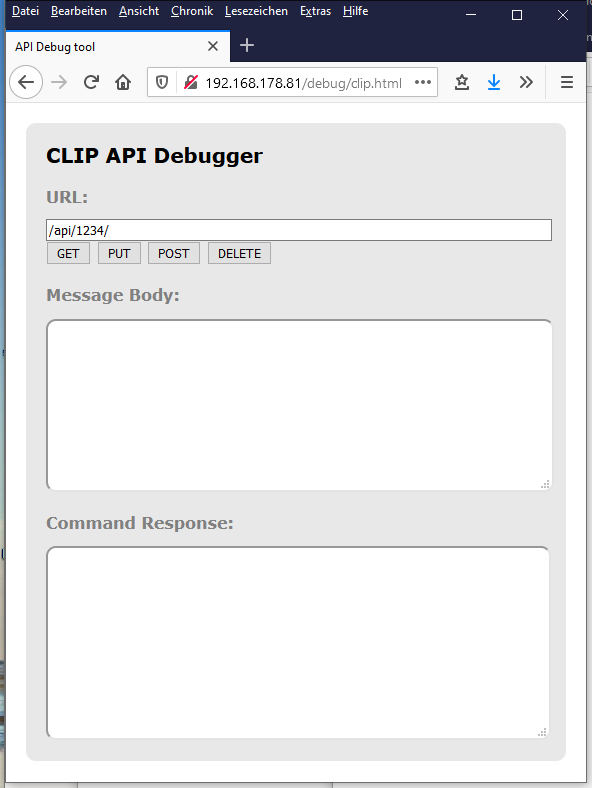 Datei Bearbeiten Ansicht Chronik Lesezeichen Extras Hilfe
API Debug tool
192.168.178.81/debug/clip.html
CLIP API Debugger
URL:
/api/1234/
GET PUT POST DELETE
Message Body:
Command Response: